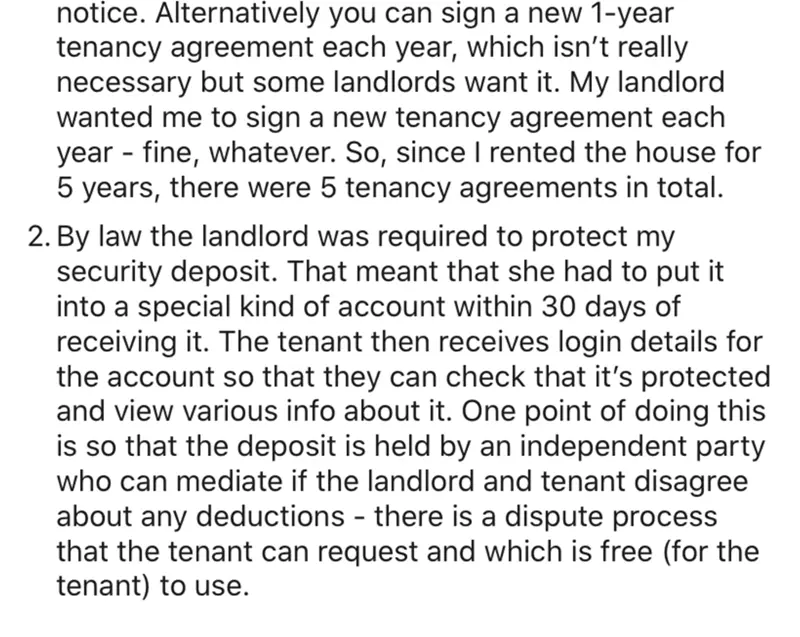 notice. Alternatively you can sign a new 1-year
tenancy agreement each year, which isn’t really
necessary but some landlords want it. My landlord
wanted me to sign a new tenancy agreement each
year - fine, whatever. So, since I rented the house for
5 years, there were 5 tenancy agreements in total.
2. By law the landlord was required to protect my
security deposit. That meant that she had to put it
into a special kind of account within 30 days of
receiving it. The tenant then receives login details for
the account so that they can check that it’s protected
and view various info about it. One point of doing this
is so that the deposit is held by an independent party
who can mediate if the landlord and tenant disagree
about any deductions - there is a dispute process
that the tenant can request and which is free (for the
tenant) to use.